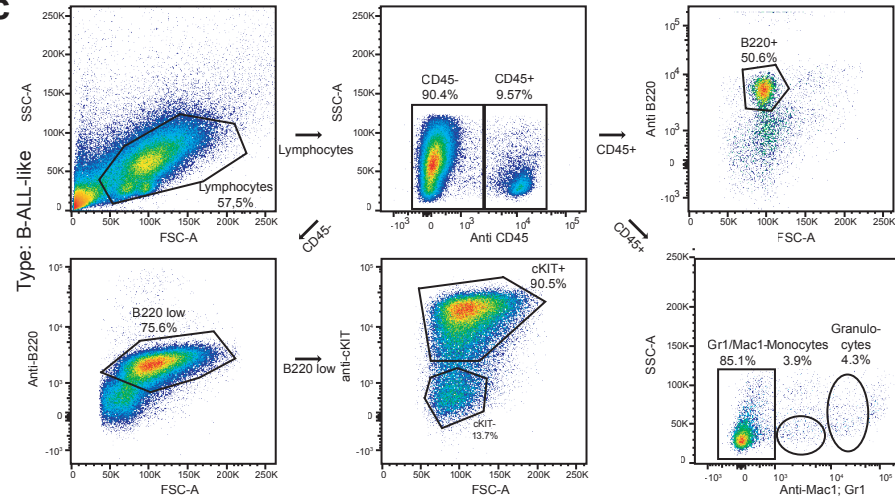 C
Type: B-ALL-like
250K
200K
150K
100K
50K
0
SSC-A
Lymphocytes
57,5%
0
50K
100K
150K
200K
250K
FSC-A
Lymphocytes
250K
200K
150K
100K
50K
0
SSC-A
CD45-
90.4%
CD45+
9.57%
-10³
0
10³
10⁴
10⁵
Anti CD45
CD45+
10⁵
10⁴
10³
0
-10³
Anti B220
B220+
50.6%
0
50K
100K
150K
200K
250K
FSC-A
CD45-
CD45+
10⁵
10⁴
10³
0
-10³
Anti-B220
B220 low
75.6%
0
50K
100K
150K
200K
250K
FSC-A
B220 low
10⁵
10⁴
10³
0
-10³
anti-cKIT
cKIT+
90.5%
cKIT-
13.7%
0
50K
100K
150K
200K
250K
FSC-A
250K
200K
150K
100K
50K
0
SSC-A
Gr1/Mac1-
85.1%
Monocytes
3.9%
Granulo-
cytes
4.3%
-10³
0
10³
10⁴
10⁵
Anti-Mac1; Gr1